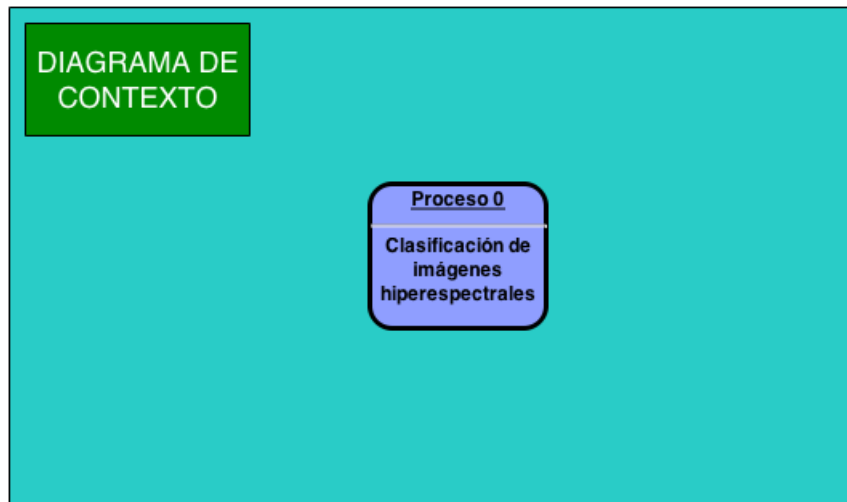 DIAGRAMA DE
CONTEXTO
Proceso 0
Clasificación de
imágenes
hiperespectrales